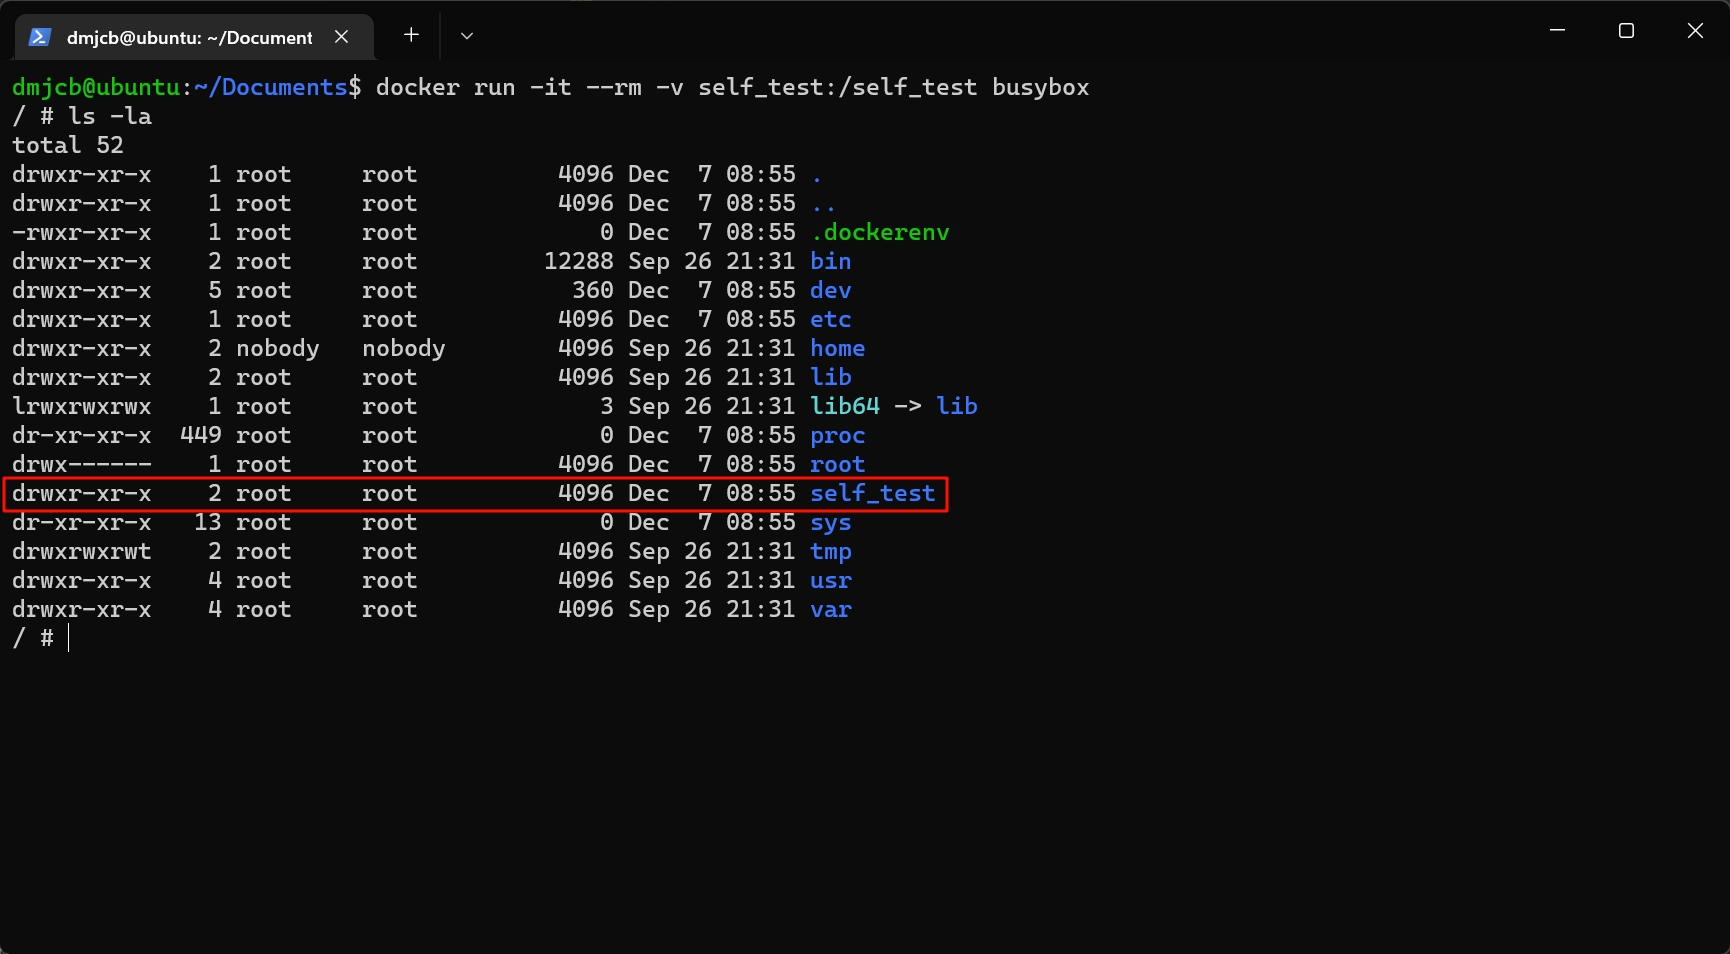 dmjcb@ubuntu: ~/Document
dmjcb@ubuntu:~/Documents$ docker run -it --rm -v self_test:/self_test busybox
/ # ls -la
total 52
drwxr-xr-x    1 root     root          4096 Dec  7 08:55 .
drwxr-xr-x    1 root     root          4096 Dec  7 08:55 ..
-rwxr-xr-x    1 root     root             0 Dec  7 08:55 .dockerenv
drwxr-xr-x    2 root     root         12288 Sep 26 21:31 bin
drwxr-xr-x    5 root     root           360 Dec  7 08:55 dev
drwxr-xr-x    1 root     root          4096 Dec  7 08:55 etc
drwxr-xr-x    2 nobody   nobody        4096 Sep 26 21:31 home
drwxr-xr-x    2 root     root          4096 Sep 26 21:31 lib
lrwxrwxrwx    1 root     root             3 Sep 26 21:31 lib64 -> lib
dr-xr-xr-x  449 root     root             0 Dec  7 08:55 proc
drwx------    1 root     root          4096 Dec  7 08:55 root
drwxr-xr-x    2 root     root          4096 Dec  7 08:55 self_test
dr-xr-xr-x   13 root     root             0 Dec  7 08:55 sys
drwxrwxrwt    2 root     root          4096 Sep 26 21:31 tmp
drwxr-xr-x    4 root     root          4096 Sep 26 21:31 usr
drwxr-xr-x    4 root     root          4096 Sep 26 21:31 var
/ #